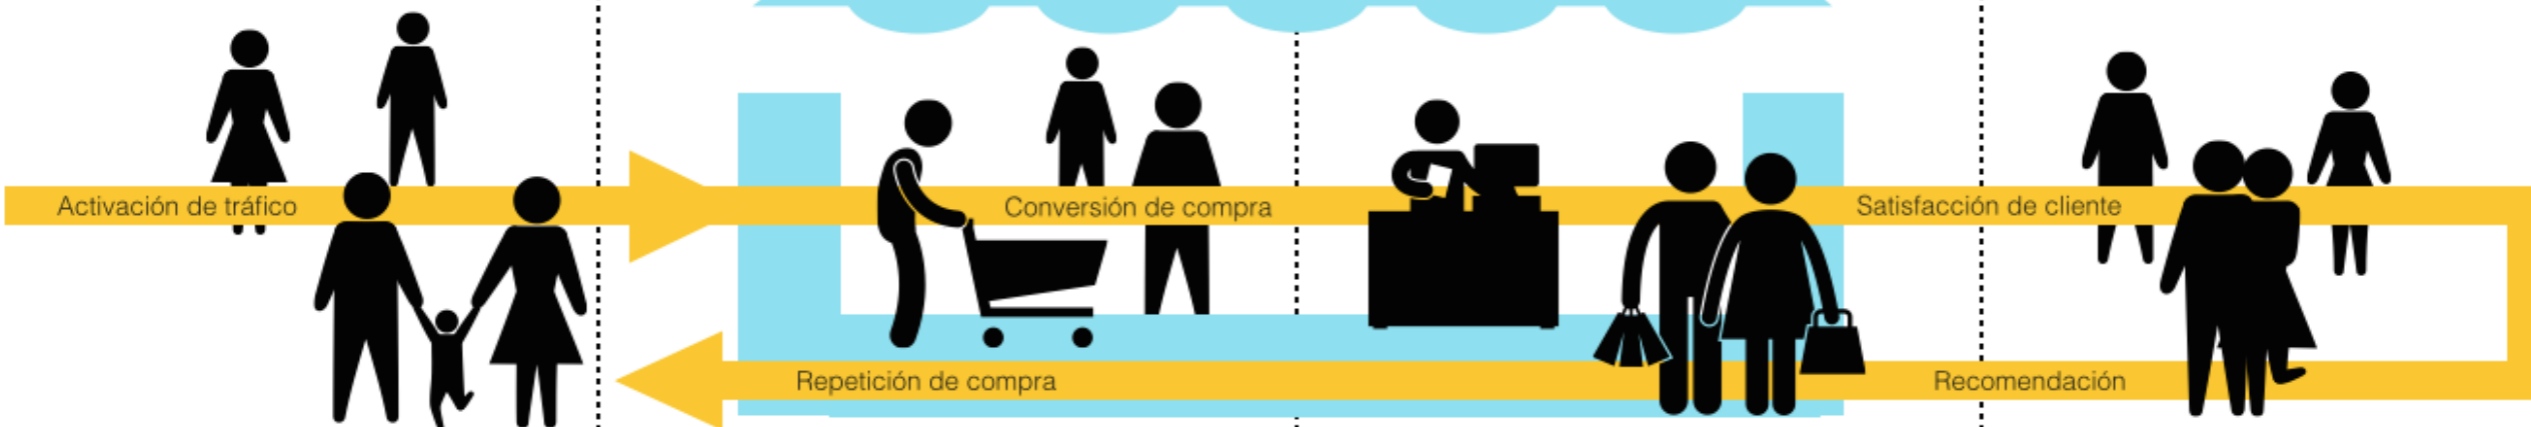 Activación de tráfico
Conversión de compra
Satisfacción de cliente
Repetición de compra
Recomendación